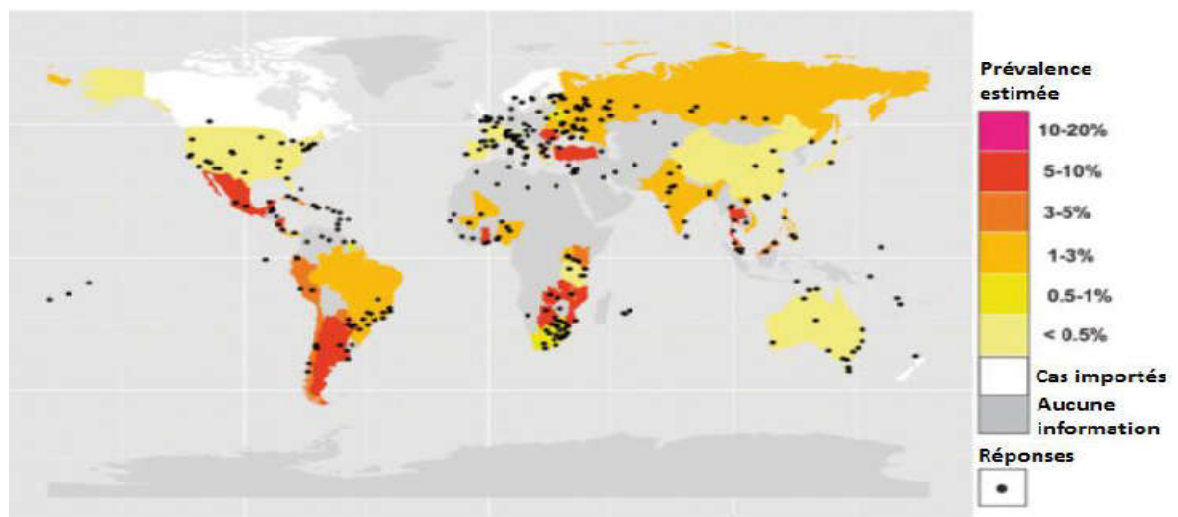 Prévalence
estimée
10-20%
5-10%
3-5%
1-3%
0.5-1%
< 0.5%
Cas importés
Aucune
information
Réponses